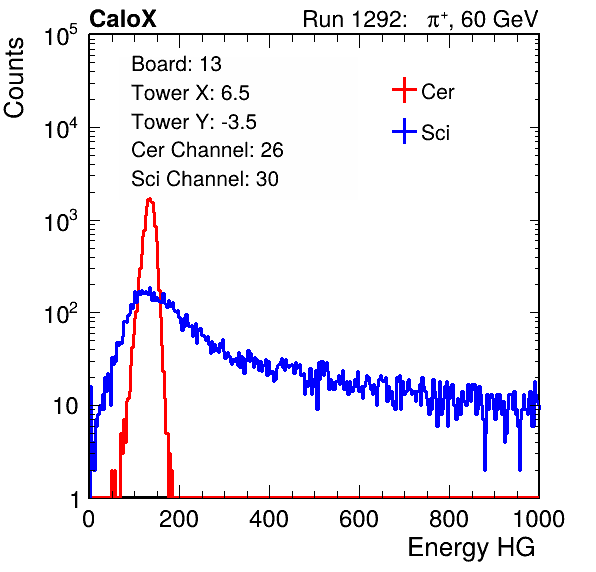 CaloX Run 1292: π⁺, 60 GeV
Counts
10⁵
10⁴
10³
10²
10
1
Board: 13
Tower X: 6.5
Tower Y: -3.5
Cer Channel: 26
Sci Channel: 30
Cer
Sci
0 200 400 600 800 1000
Energy HG